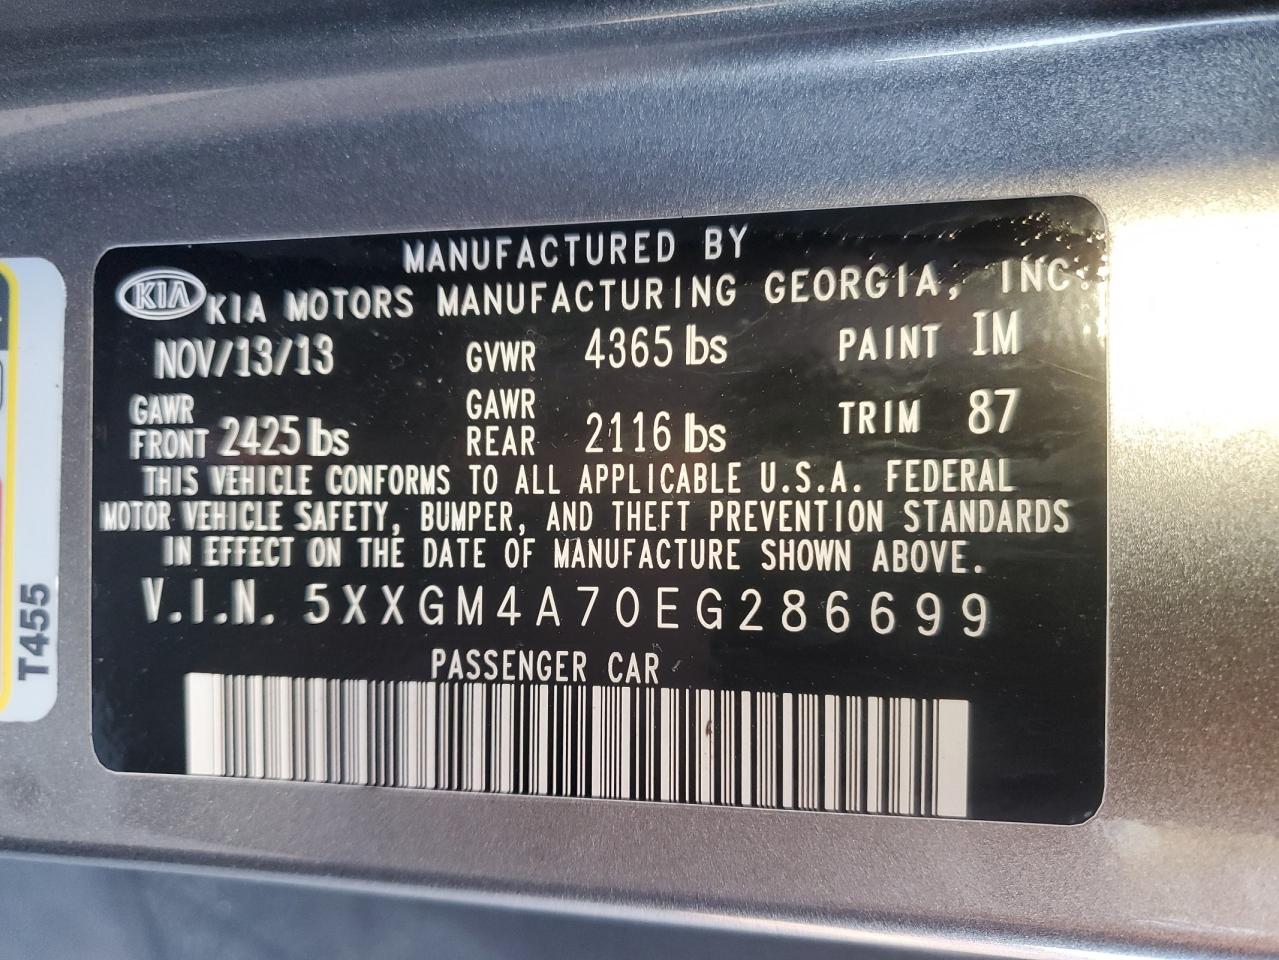 MANUFACTURED BY
KIA KIA MOTORS MANUFACTURING GEORGIA, INC.
NOV/13/13 GVWR 4365 lbs PAINT IM
GAWR FRONT 2425 lbs GAWR REAR 2116 lbs TRIM 87
THIS VEHICLE CONFORMS TO ALL APPLICABLE U.S.A. FEDERAL
MOTOR VEHICLE SAFETY, BUMPER, AND THEFT PREVENTION STANDARDS
IN EFFECT ON THE DATE OF MANUFACTURE SHOWN ABOVE.
V.I.N. 5XXGM4A70EG286699
PASSENGER CAR
T455